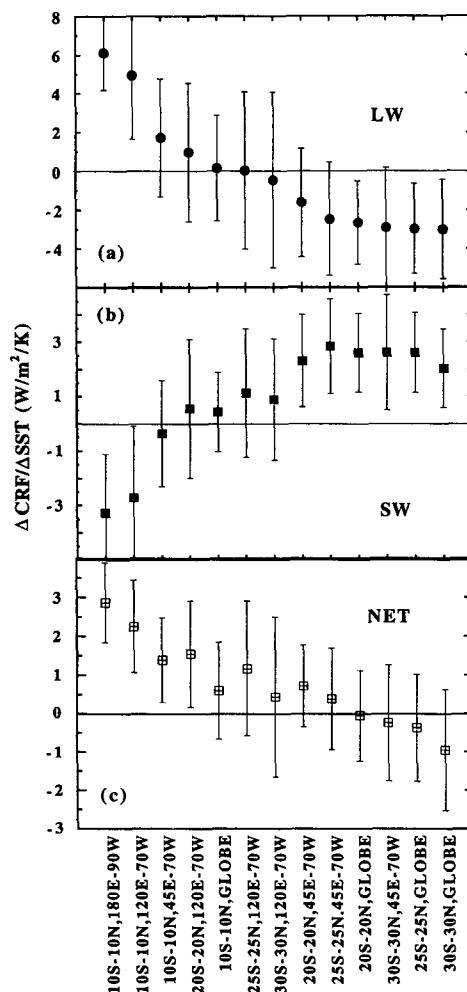 8
6
4
2
0
-2
-4
LW
(a)
(b)
3
1
-1
-3
SW
ΔCRF/ΔSST (W/m²/K)
3
2
1
0
-1
-2
-3
NET
(c)
10S-10N,180E-90W
10S-10N,120E-70W
10S-10N,45E-70W
20S-20N,120E-70W
10S-10N,GLOBE
25S-25N,120E-70W
30S-30N,120E-70W
20S-20N,45E-70W
25S-25N.45E-70W
20S-20N,GLOBE
30S-30N,45E-70W
25S-25N,GLOBE
30S-30N,GLOBE